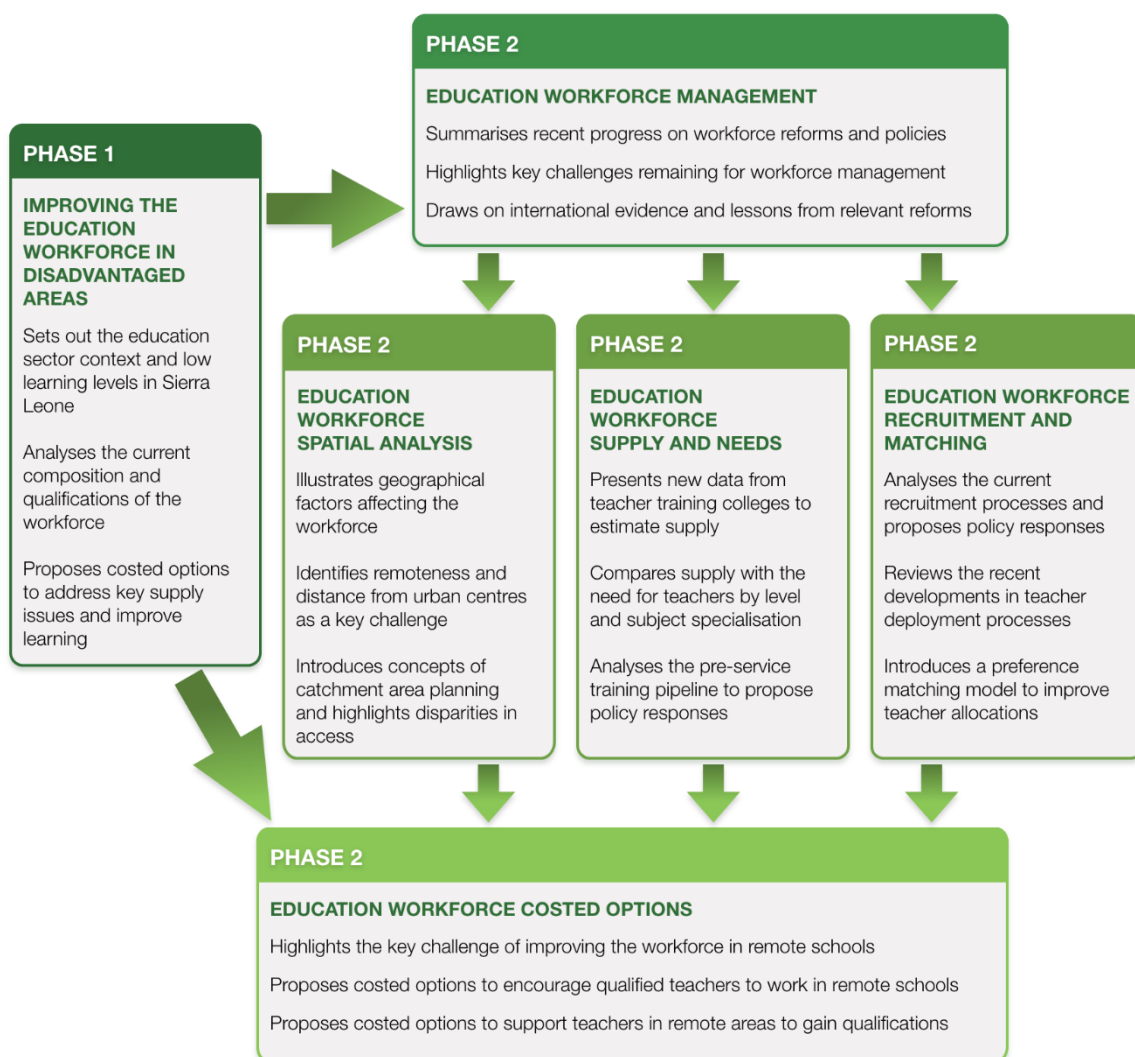 PHASE 1
IMPROVING THE
EDUCATION
WORKFORCE IN
DISADVANTAGED
AREAS
Sets out the education
sector context and low
learning levels in Sierra
Leone
Analyses the current
composition and
qualifications of the
workforce
Proposes costed options
to address key supply
issues and improve
learning
PHASE 2
EDUCATION WORKFORCE MANAGEMENT
Summarises recent progress on workforce reforms and policies
Highlights key challenges remaining for workforce management
Draws on international evidence and lessons from relevant reforms
PHASE 2
EDUCATION
WORKFORCE
SPATIAL ANALYSIS
Illustrates geographical
factors affecting the
workforce
Identifies remoteness and
distance from urban centres
as a key challenge
Introduces concepts of
catchment area planning
and highlights disparities in
access
PHASE 2
EDUCATION
WORKFORCE
SUPPLY AND NEEDS
Presents new data from
teacher training colleges to
estimate supply
Compares supply with the
need for teachers by level
and subject specialisation
Analyses the pre-service
training pipeline to propose
policy responses
PHASE 2
EDUCATION WORKFORCE
RECRUITMENT AND
MATCHING
Analyses the current
recruitment processes and
proposes policy responses
Reviews the recent
developments in teacher
deployment processes
Introduces a preference
matching model to improve
teacher allocations
PHASE 2
EDUCATION WORKFORCE COSTED OPTIONS
Highlights the key challenge of improving the workforce in remote schools
Proposes costed options to encourage qualified teachers to work in remote schools
Proposes costed options to support teachers in remote areas to gain qualifications